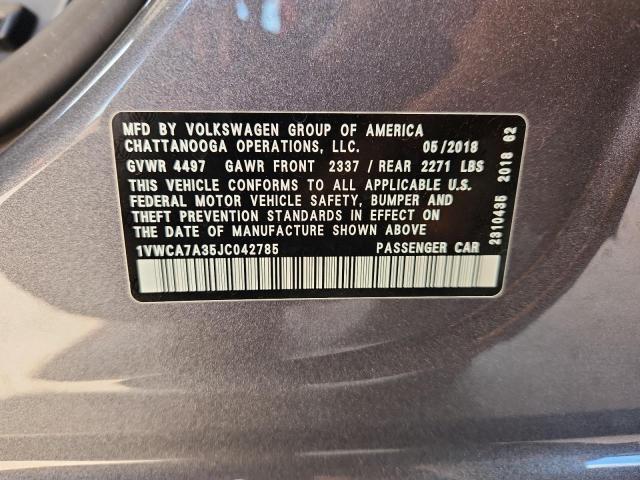 MFD BY VOLKSWAGEN GROUP OF AMERICA
CHATTANOOGA OPERATIONS, LLC. 05/2018
GVWR 4497 GAWR FRONT 2337 / REAR 2271 LBS
THIS VEHICLE CONFORMS TO ALL APPLICABLE U.S.
FEDERAL MOTOR VEHICLE SAFETY, BUMPER AND
THEFT PREVENTION STANDARDS IN EFFECT ON
THE DATE OF MANUFACTURE SHOWN ABOVE
1VWCA7A35JC042785 PASSENGER CAR
2310435 2018 62